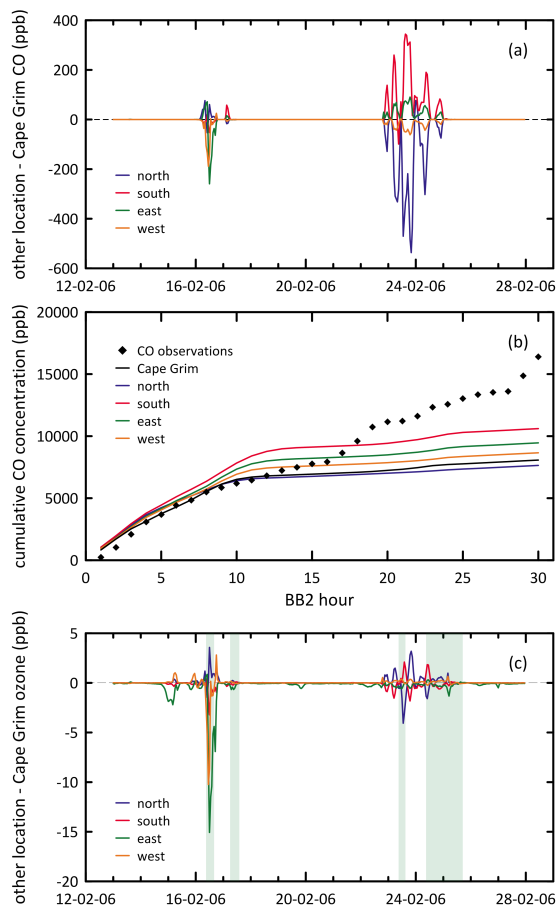 other location - Cape Grim CO (ppb)
400
200
0
-200
-400
-600
(a)
north
south
east
west
12-02-06 16-02-06 20-02-06 24-02-06 28-02-06
cumulative CO concentration (ppb)
20000
15000
10000
5000
0
(b)
CO observations
Cape Grim
north
south
east
west
0 5 10 15 20 25 30
BB2 hour
other location - Cape Grim ozone (ppb)
5
0
-5
-10
-15
-20
(c)
north
south
east
west
12-02-06 16-02-06 20-02-06 24-02-06 28-02-06